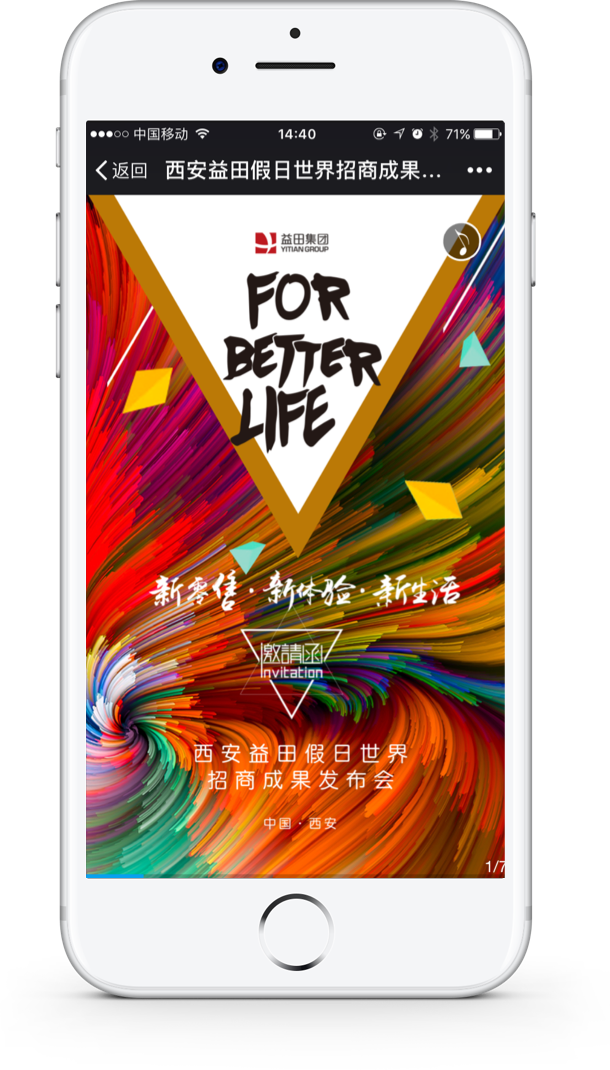 中国移动 14:40 71%
返回 西安益田假日世界招商成果...
益田集团
YITIAN GROUP
FOR
BETTER
LIFE
新零售·新体验·新生活
邀請函
Invitation
西安益田假日世界
招商成果发布会
中国·西安
1/7